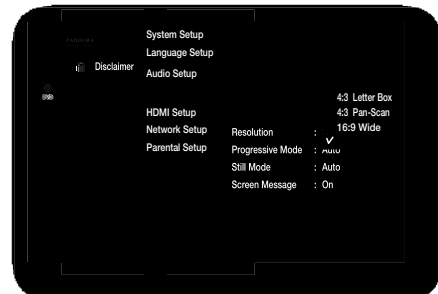 PANDORA
System Setup
Language Setup
Disclaimer
Audio Setup
4:3 Letter Box
HDMI Setup
4:3 Pan-Scan
Network Setup
Resolution :
16:9 Wide
Parental Setup
Progressive Mode : Auto
Still Mode : Auto
Screen Message : On